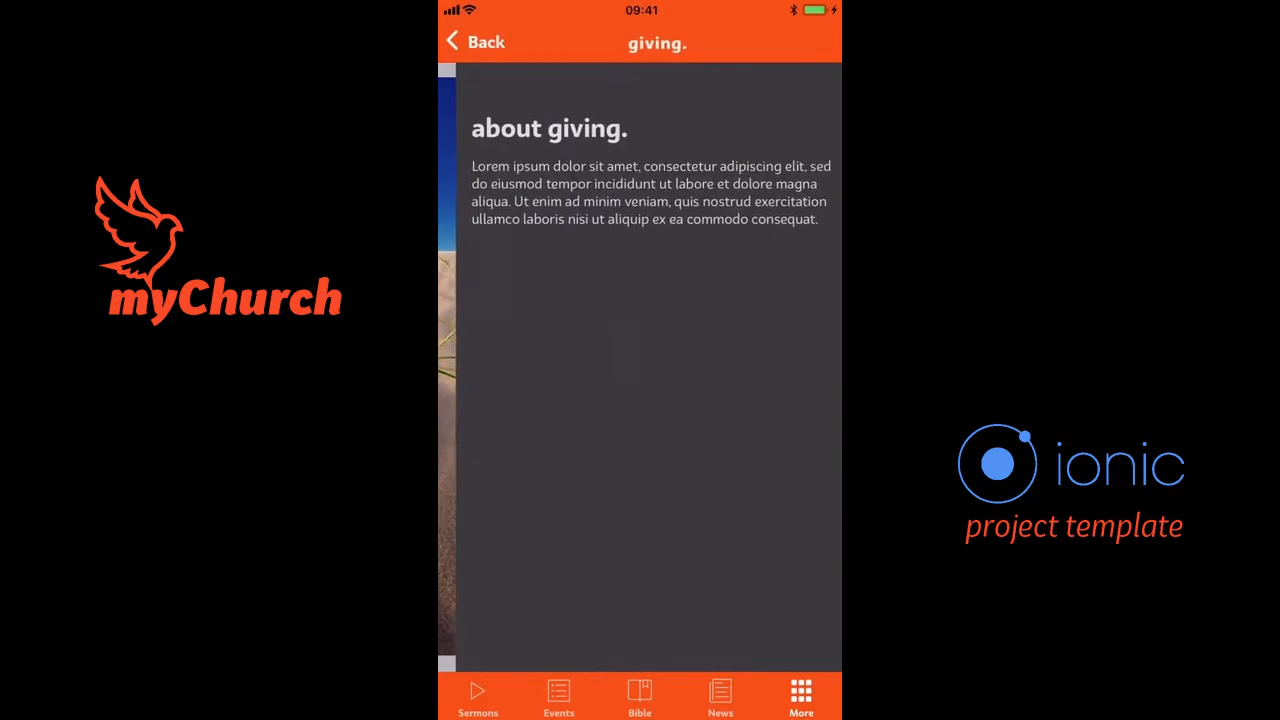 09:41
Back
giving.
about giving.
Lorem ipsum dolor sit amet, consectetur adipiscing elit, sed
do eiusmod tempor incididunt ut labore et dolore magna
aliqua. Ut enim ad minim veniam, quis nostrud exercitation
ullamco laboris nisi ut aliquip ex ea commodo consequat.
myChurch
ionic
project template
Sermons
Events
Bible
News
More